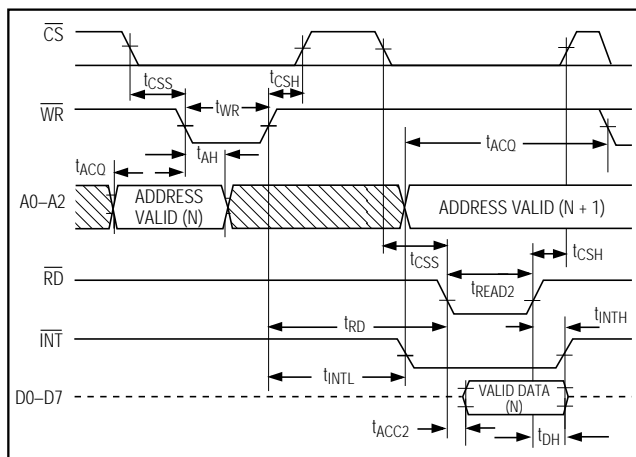 CS
tCSS
tWR
tCSH
WR
tACQ
tAH
tACQ
A0–A2
ADDRESS
VALID (N)
ADDRESS VALID (N + 1)
tCSS
tCSH
RD
tREAD2
tRD
tINTH
INT
tINTL
D0–D7
VALID DATA
(N)
tACC2
tDH